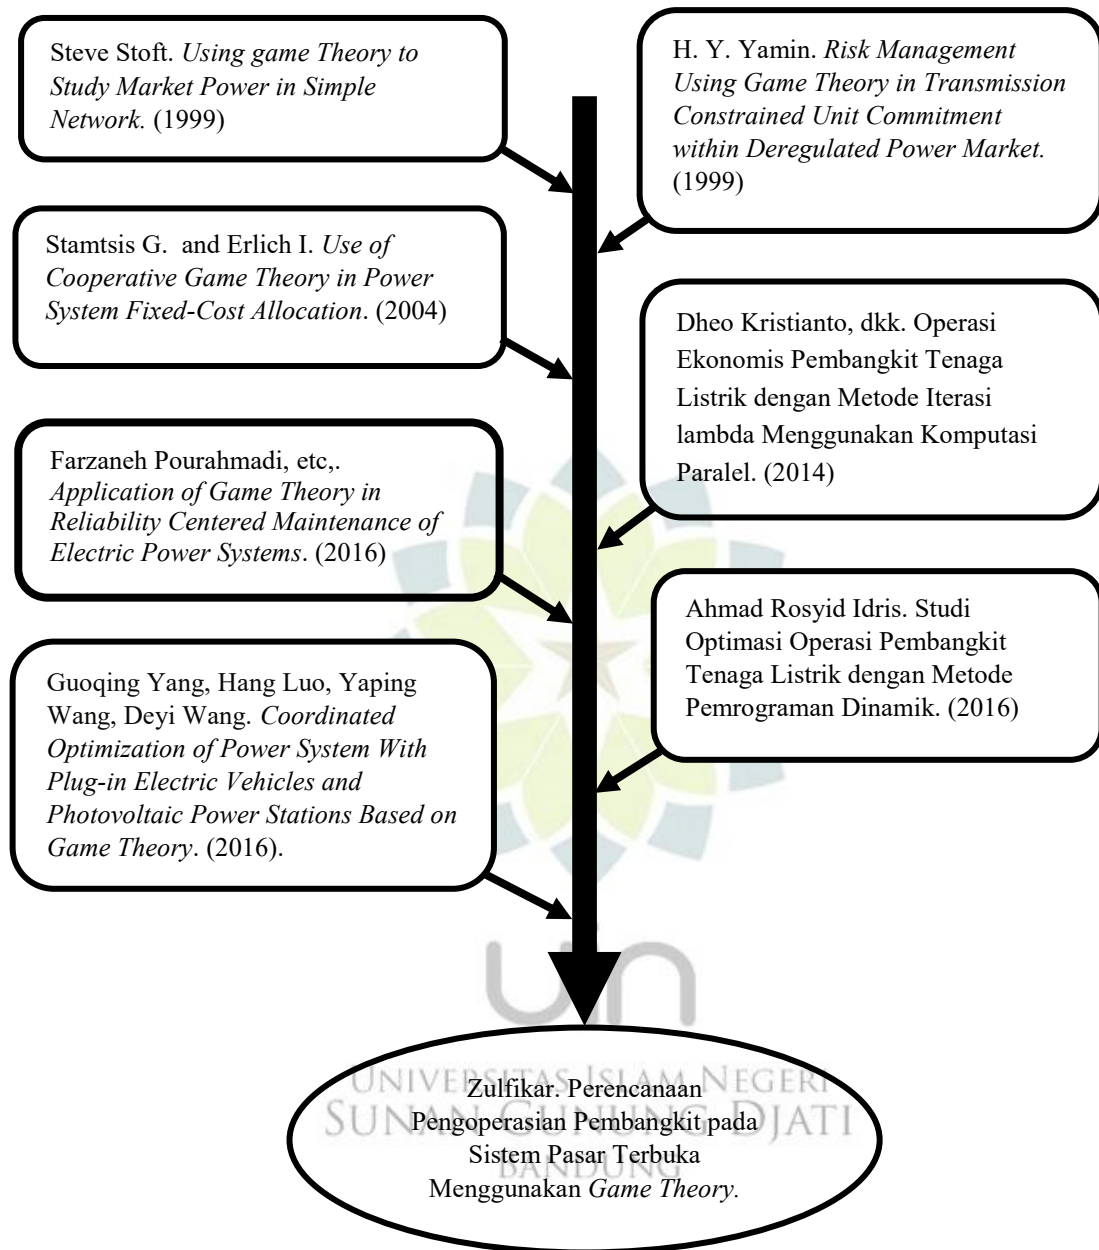 Steve Stoft. Using game Theory to
Study Market Power in Simple
Network. (1999)
H. Y. Yamin. Risk Management
Using Game Theory in Transmission
Constrained Unit Commitment
within Deregulated Power Market.
(1999)
Stamtsis G. and Erlich I. Use of
Cooperative Game Theory in Power
System Fixed-Cost Allocation. (2004)
Dheo Kristianto, dkk. Operasi
Ekonomis Pembangkit Tenaga
Listrik dengan Metode Iterasi
lambda Menggunakan Komputasi
Paralel. (2014)
Farzaneh Pourahmadi, etc,.
Application of Game Theory in
Reliability Centered Maintenance of
Electric Power Systems. (2016)
Ahmad Rosyid Idris. Studi
Optimasi Operasi Pembangkit
Tenaga Listrik dengan Metode
Pemrograman Dinamik. (2016)
Guoqing Yang, Hang Luo, Yaping
Wang, Deyi Wang. Coordinated
Optimization of Power System With
Plug-in Electric Vehicles and
Photovoltaic Power Stations Based on
Game Theory. (2016).
uin
UNIVERSITAS ISLAM NEGERI
SUNAN GUNUNG DJATI
BANDUNG
Zulfikar. Perencanaan
Pengoperasian Pembangkit pada
Sistem Pasar Terbuka
Menggunakan Game Theory.